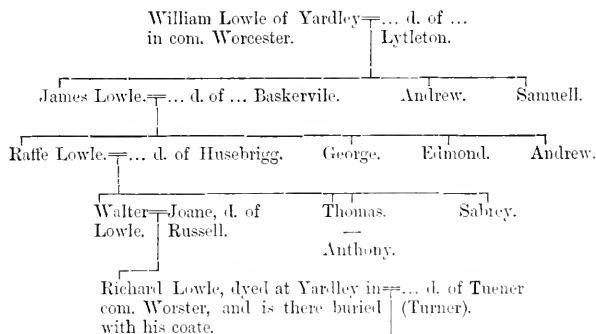 William Lowle of Yardley ... d. of ...
in com. Worcester. Lytleton.
James Lowle. ... d. of ... Baskervile. Andrew. Samuell.
Raffe Lowle. ... d. of Husebrigg. George. Edmond. Andrew.
Walter Joane, d. of Thomas. Sabrey.
Lowle. Russell. —
Anthony.
Richard Lowle, dyed at Yardley in ... d. of Tuener
com. Worster, and is there buried (Turner).
with his coate.